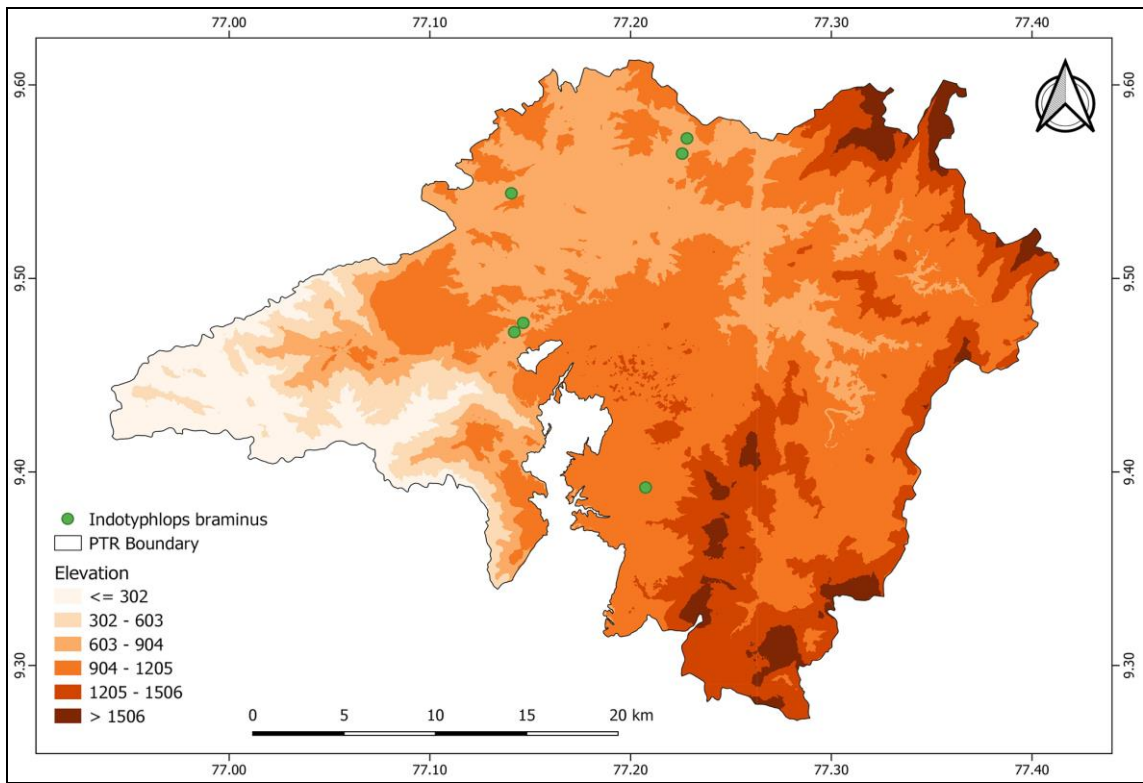 77.00 77.10 77.20 77.30 77.40
9.60 9.60
9.50 9.50
9.40 9.40
Indotyphlops braminus
PTR Boundary
Elevation
<= 302
302 - 603
603 - 904
904 - 1205
1205 - 1506
> 1506
9.30 9.30
0 5 10 15 20 km
77.00 77.10 77.20 77.30 77.40